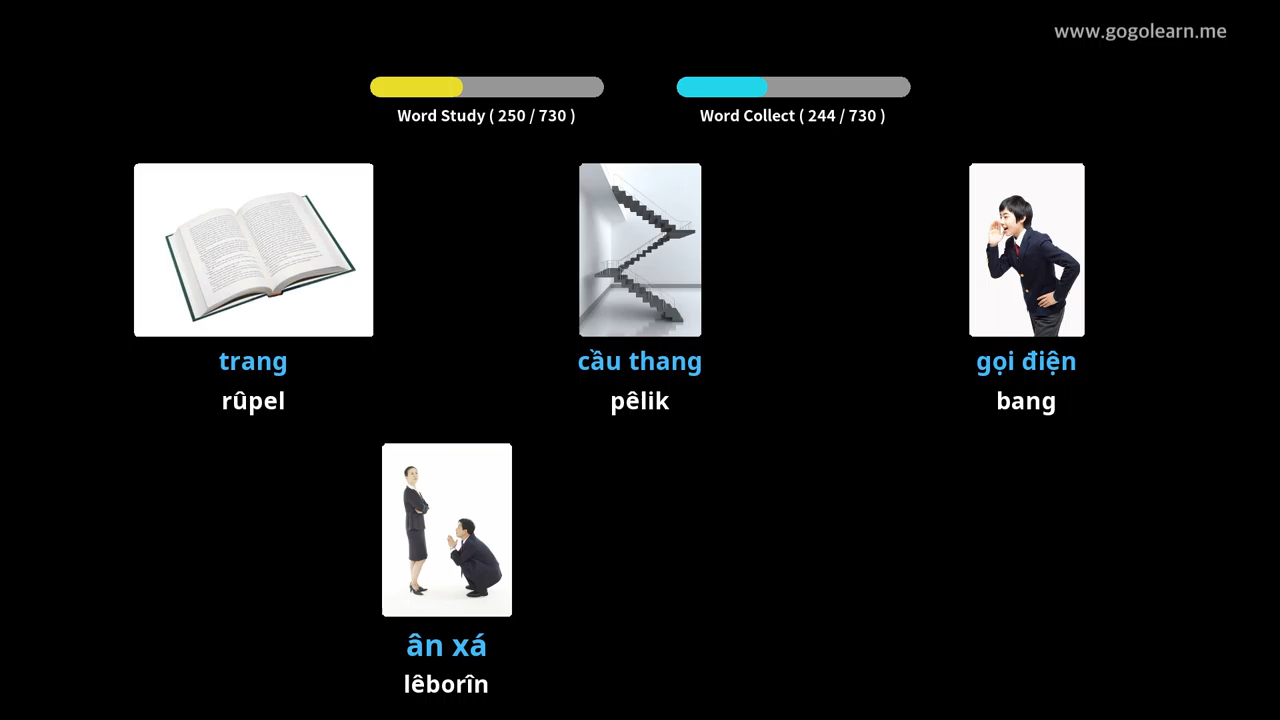 www.gogolearn.me
Word Study ( 250 / 730 )
Word Collect ( 244 / 730 )
trang
rûpel
cầu thang
pêlik
gọi điện
bang
ân xá
lêborîn